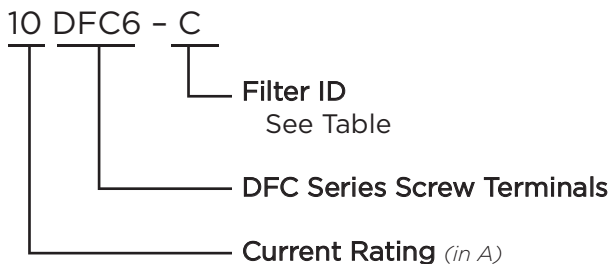 10 DFC6 – C
Filter ID
See Table
DFC Series Screw Terminals
Current Rating (in A)